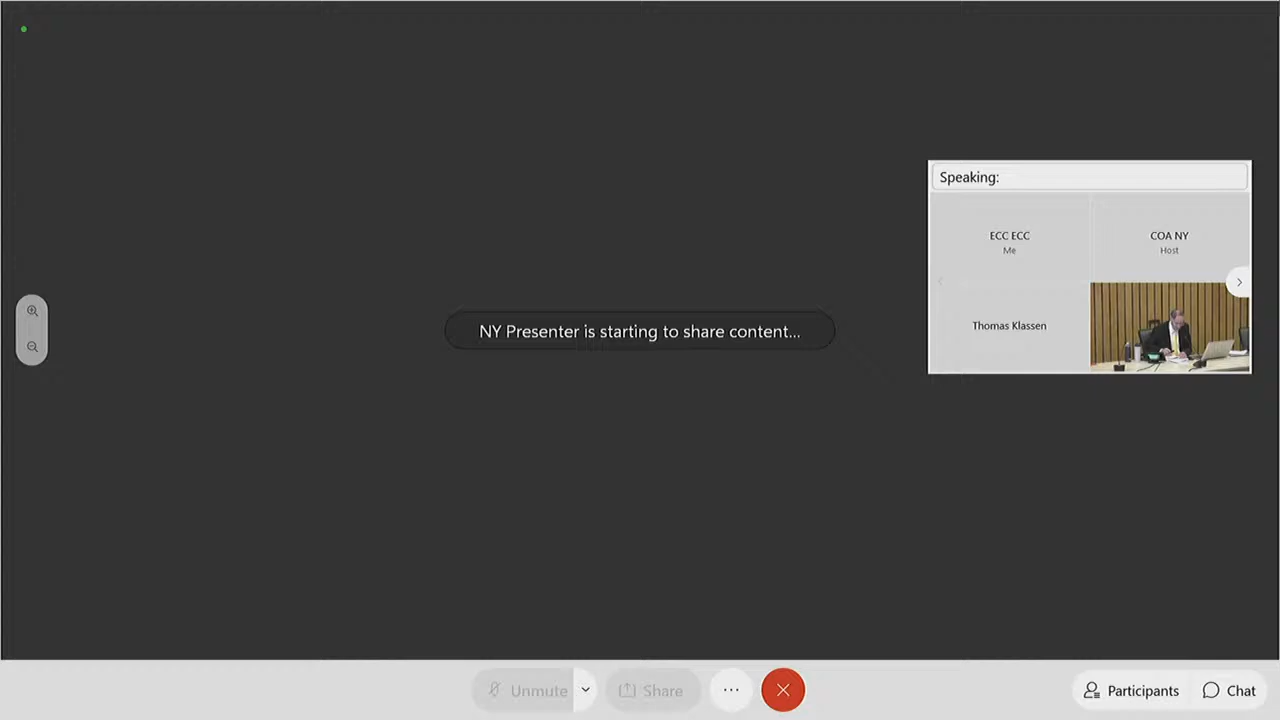 Speaking:
ECC ECC
Me
COA NY
Host
Thomas Klassen
NY Presenter is starting to share content...
Unmute
Share
Participants
Chat